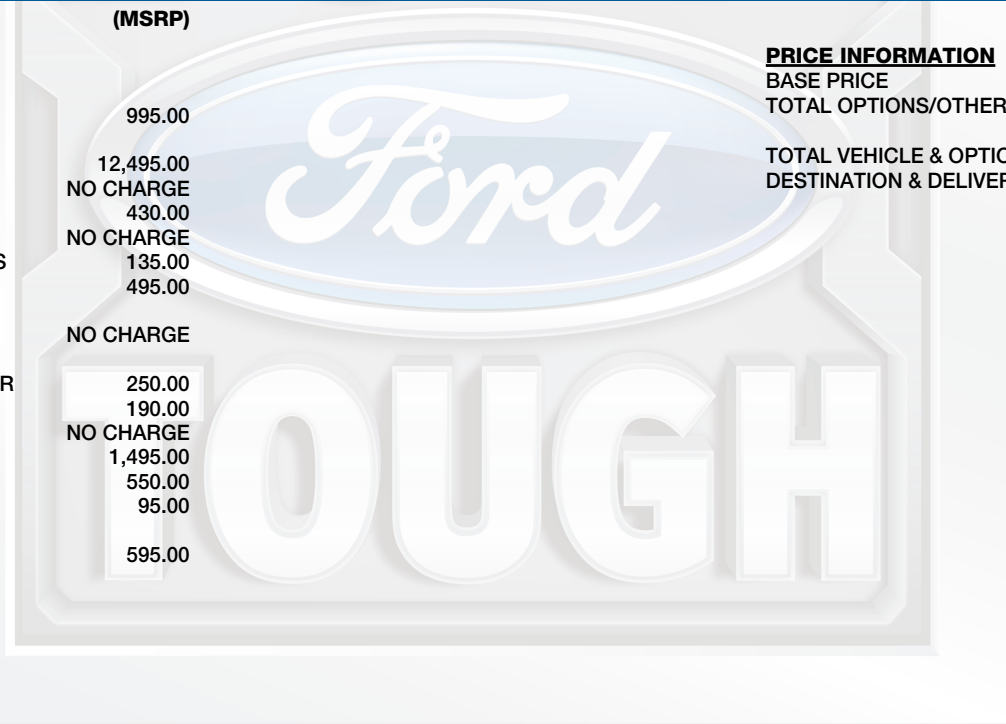 (MSRP)
995.00
12,495.00
NO CHARGE
430.00
NO CHARGE
S 135.00
495.00
NO CHARGE
R 250.00
190.00
NO CHARGE
1,495.00
550.00
95.00
595.00
PRICE INFORMATION
BASE PRICE
TOTAL OPTIONS/OTHER
TOTAL VEHICLE & OPTIO
DESTINATION & DELIVER
Ford
TOUGH